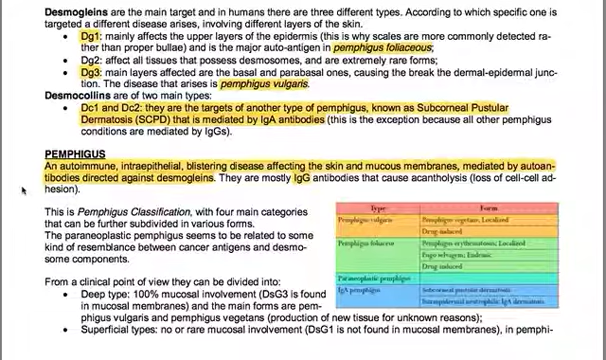 Desmogleins are the main target and in humans there are three different types. According to which specific one is
targeted a different disease arises, involving different layers of the skin.
• Dg1: mainly affects the upper layers of the epidermis (this is why scales are more commonly detected ra-
ther than proper bullae) and is the major auto-antigen in pemphigus foliaceous;
• Dg2: affect all tissues that possess desmosomes, and are extremely rare forms;
• Dg3: main layers affected are the basal and parabasal ones, causing the break the dermal-epidermal junc-
tion. The disease that arises is pemphigus vulgaris.
Desmocollins are of two main types:
• Dc1 and Dc2: they are the targets of another type of pemphigus, known as Subcorneal Pustular
Dermatosis (SCPD) that is mediated by IgA antibodies (this is the exception because all other pemphigus
conditions are mediated by IgGs).
PEMPHIGUS
An autoimmune, intraepithelial, blistering disease affecting the skin and mucous membranes, mediated by autoan-
tibodies directed against desmogleins. They are mostly IgG antibodies that cause acantholysis (loss of cell-cell ad-
hesion).
This is Pemphigus Classification, with four main categories
that can be further subdivided in various forms.
The paraneoplastic pemphigus seems to be related to some
kind of resemblance between cancer antigens and desmo-
some components.
Type Form
Pemphigus vulgaris Pemphigus vegetans; Localized
Drug-induced
Pemphigus foliaceus Pemphigus erythematosus; Localized
Fogo selvagem; Endemic
Drug-induced
Paraneoplastic pemphigus
IgA pemphigus Subcorneal pustular dermatosis
Intraepidermal neutrophilic IgA dermatosis
From a clinical point of view they can be divided into:
• Deep type: 100% mucosal involvement (DsG3 is found
in mucosal membranes) and the main forms are pem-
phigus vulgaris and pemphigus vegetans (production of new tissue for unknown reasons);
• Superficial types: no or rare mucosal involvement (DsG1 is not found in mucosal membranes), in pemphi-